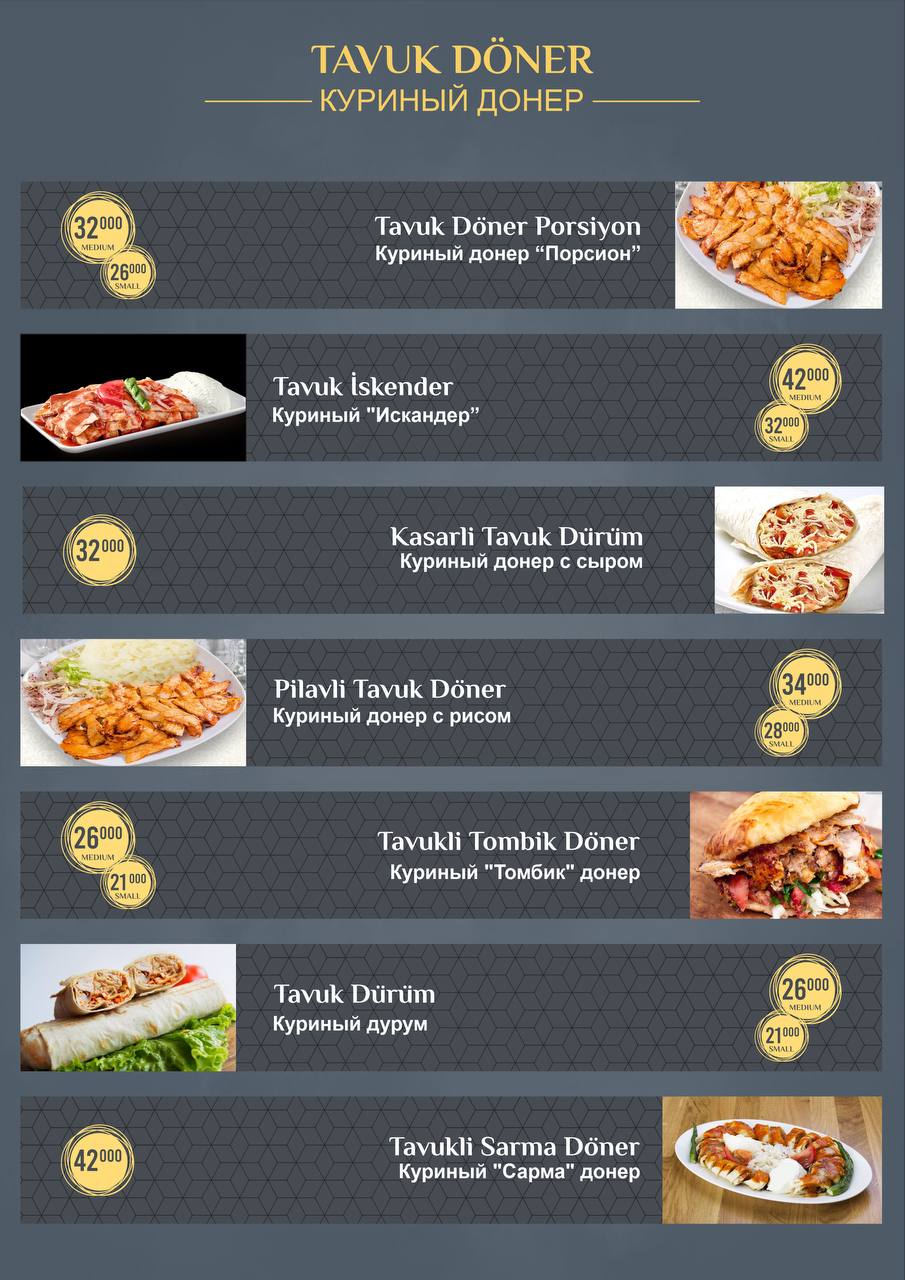 TAVUK DÖNER
КУРИНЫЙ ДОНЕР
32000
MEDIUM
26000
SMALL
Tavuk Döner Porsiyon
Куриный донер “Порсион”
Tavuk İskender
Куриный "Искандер”
42000
MEDIUM
32000
SMALL
32000
Kasarli Tavuk Dürüm
Куриный донер с сыром
Pilavli Tavuk Döner
Куриный донер с рисом
34000
MEDIUM
28000
SMALL
26000
MEDIUM
21000
SMALL
Tavukli Tombik Döner
Куриный "Томбик" донер
Tavuk Dürüm
Куриный дурум
26000
MEDIUM
21000
SMALL
42000
Tavukli Sarma Döner
Куриный "Сарма" донер